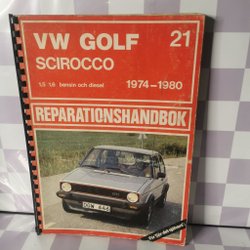 VW GOLF 21
SCIROCCO
1,5 1,6 bensin och diesel 1974–1980
REPARATIONSHANDBOK